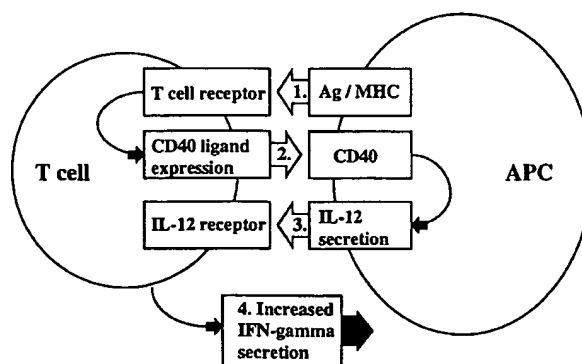 T cell receptor
1.
Ag / MHC
CD40 ligand
expression
2.
CD40
T cell
APC
IL-12 receptor
3.
IL-12
secretion
4. Increased
IFN-gamma
secretion